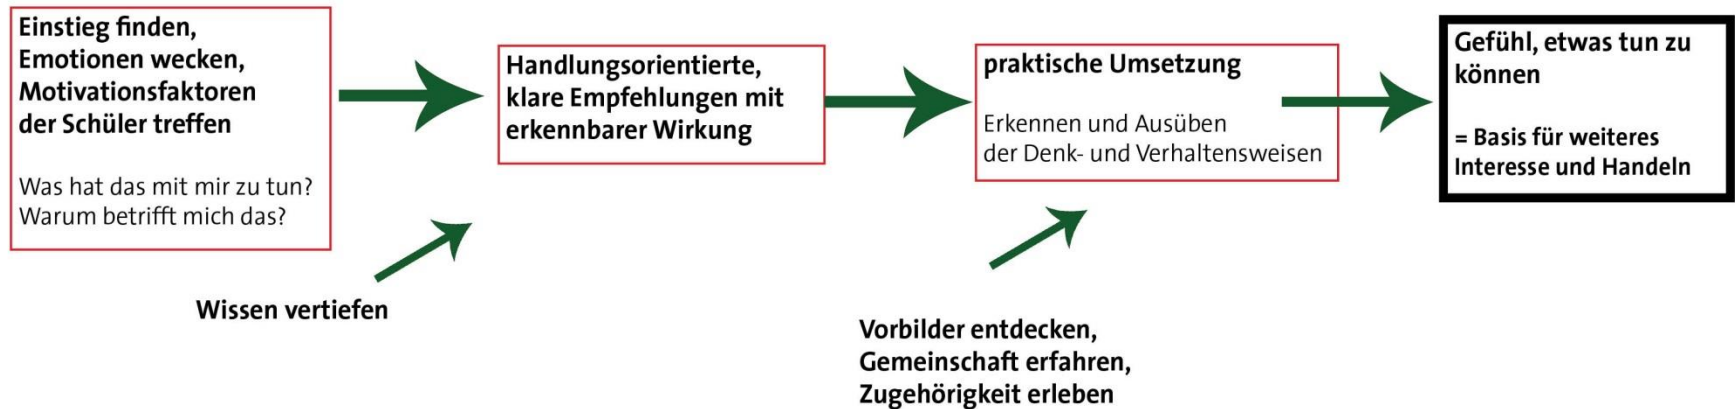 Einstieg finden,
Emotionen wecken,
Motivationsfaktoren
der Schüler treffen
Was hat das mit mir zu tun?
Warum betrifft mich das?
Wissen vertiefen
Handlungsorientierte,
klare Empfehlungen mit
erkennbarer Wirkung
praktische Umsetzung
Erkennen und Ausüben
der Denk- und Verhaltensweisen
Vorbilder entdecken,
Gemeinschaft erfahren,
Zugehörigkeit erleben
Gefühl, etwas tun zu
können
= Basis für weiteres
Interesse und Handeln